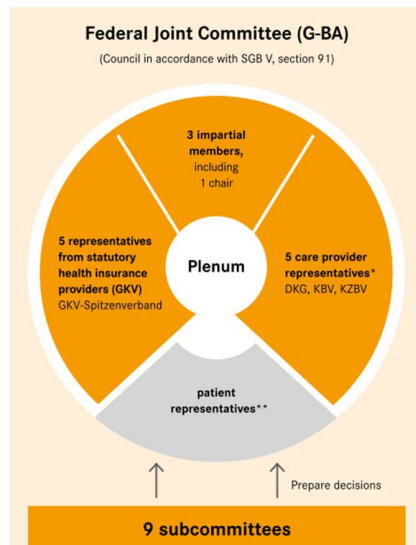 Federal Joint Committee (G-BA)
(Council in accordance with SGB V, section 91)
3 impartial
members,
including
1 chair
5 representatives
from statutory
health insurance
providers (GKV)
GKV-Spitzenverband
Plenum
5 care provider
representatives*
DKG, KBV, KZBV
patient
representatives**
Prepare decisions
9 subcommittees